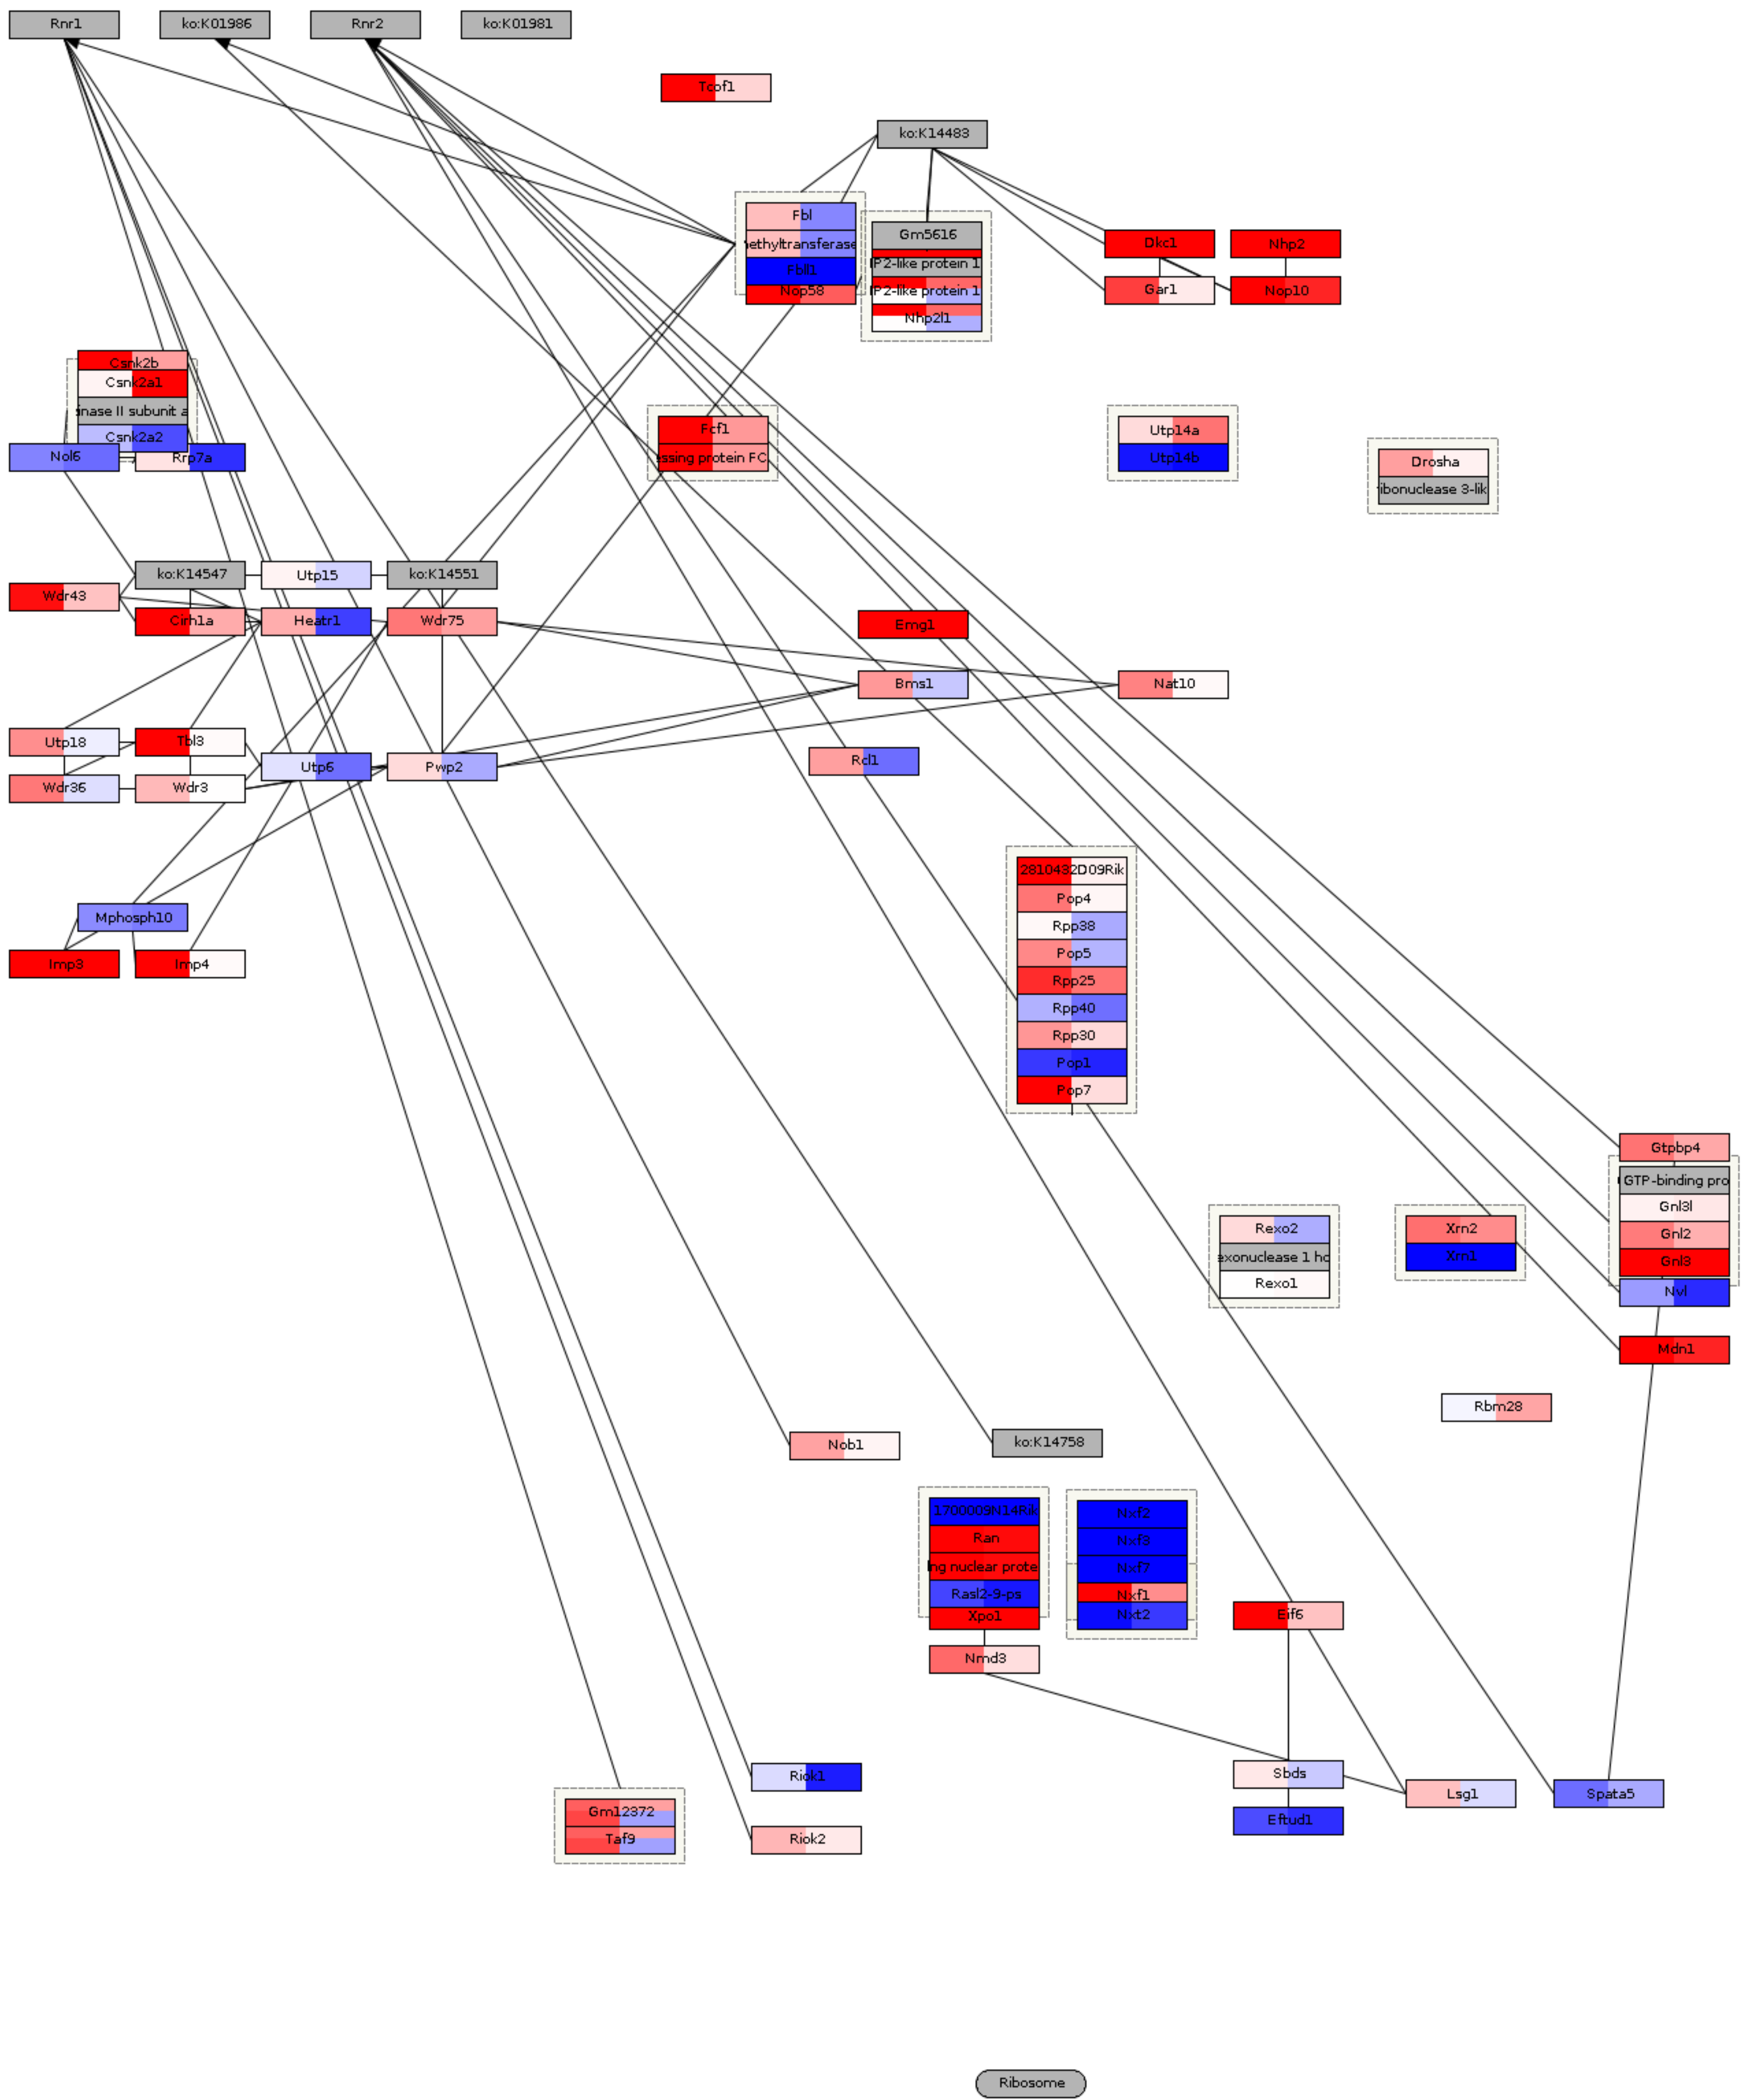 Rnr1
ko:K01986
Rnr2
ko:K01981
Tcof1
ko:K14483
Fbl
ethyltransferase
Fbll1
Nop58
Gm5616
IP2-like protein 1
IP2-like protein 1
Nhp2l1
Dkc1
Nhp2
Gar1
Nop10
Csnk2b
Csnk2a1
inase II subunit a
Csnk2a2
Nol6
Rrp7a
Fcf1
ssing protein FC
Utp14a
Utp14b
Drosha
ibonuclease 3-lik
ko:K14547
Utp15
ko:K14551
Wdr43
Cirh1a
Heatr1
Wdr75
Emg1
Bms1
Nat10
Utp18
Tbl3
Utp6
Pwp2
Rcl1
Wdr36
Wdr3
2810432D09Rik
Pop4
Rpp38
Pop5
Rpp25
Rpp40
Rpp30
Pop1
Pop7
Mphosph10
Imp3
Imp4
Gtpbp4
GTP-binding pro
Gnl3l
Gnl2
Gnl3
Nvl
Mdn1
Rexo2
exonuclease 1 ho
Rexo1
Xrn2
Xrn1
Rbm28
Nob1
ko:K14758
1700009N14Rik
Ran
ng nuclear prote
Rasl2-9-ps
Xpo1
Nmd3
Nxf2
Nxf3
Nxf7
Nxf1
Nxt2
Eif6
Sbds
Eftud1
Lsg1
Spata5
Riok1
Riok2
Gm12372
Taf9
Ribosome